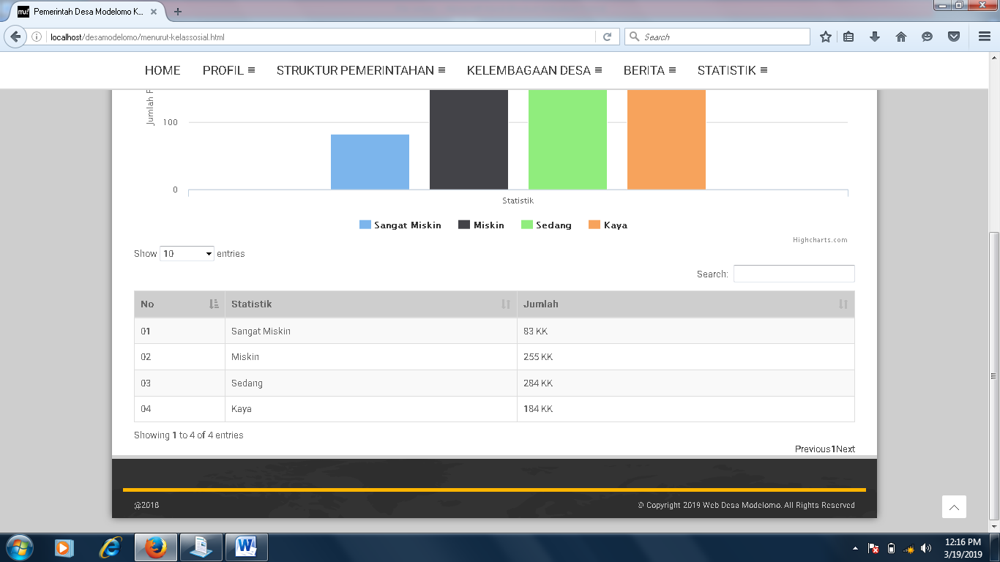 mu!
Pemerintah Desa Modelomo K...
localhost/desamodelomo/menurut-kelassosial.html
Search
HOME PROFIL STRUKTUR PEMERINTAHAN KELEMBAGAAN DESA BERITA STATISTIK
Jumlah
100
0
Statistik
Sangat Miskin Miskin Sedang Kaya
Highcharts.com
Show 10 entries
Search:
No Statistik Jumlah
01 Sangat Miskin 83 KK
02 Miskin 255 KK
03 Sedang 284 KK
04 Kaya 184 KK
Showing 1 to 4 of 4 entries
Previous1Next
@2018
© Copyright 2019 Web Desa Modelomo. All Rights Reserved
12:16 PM
3/19/2019